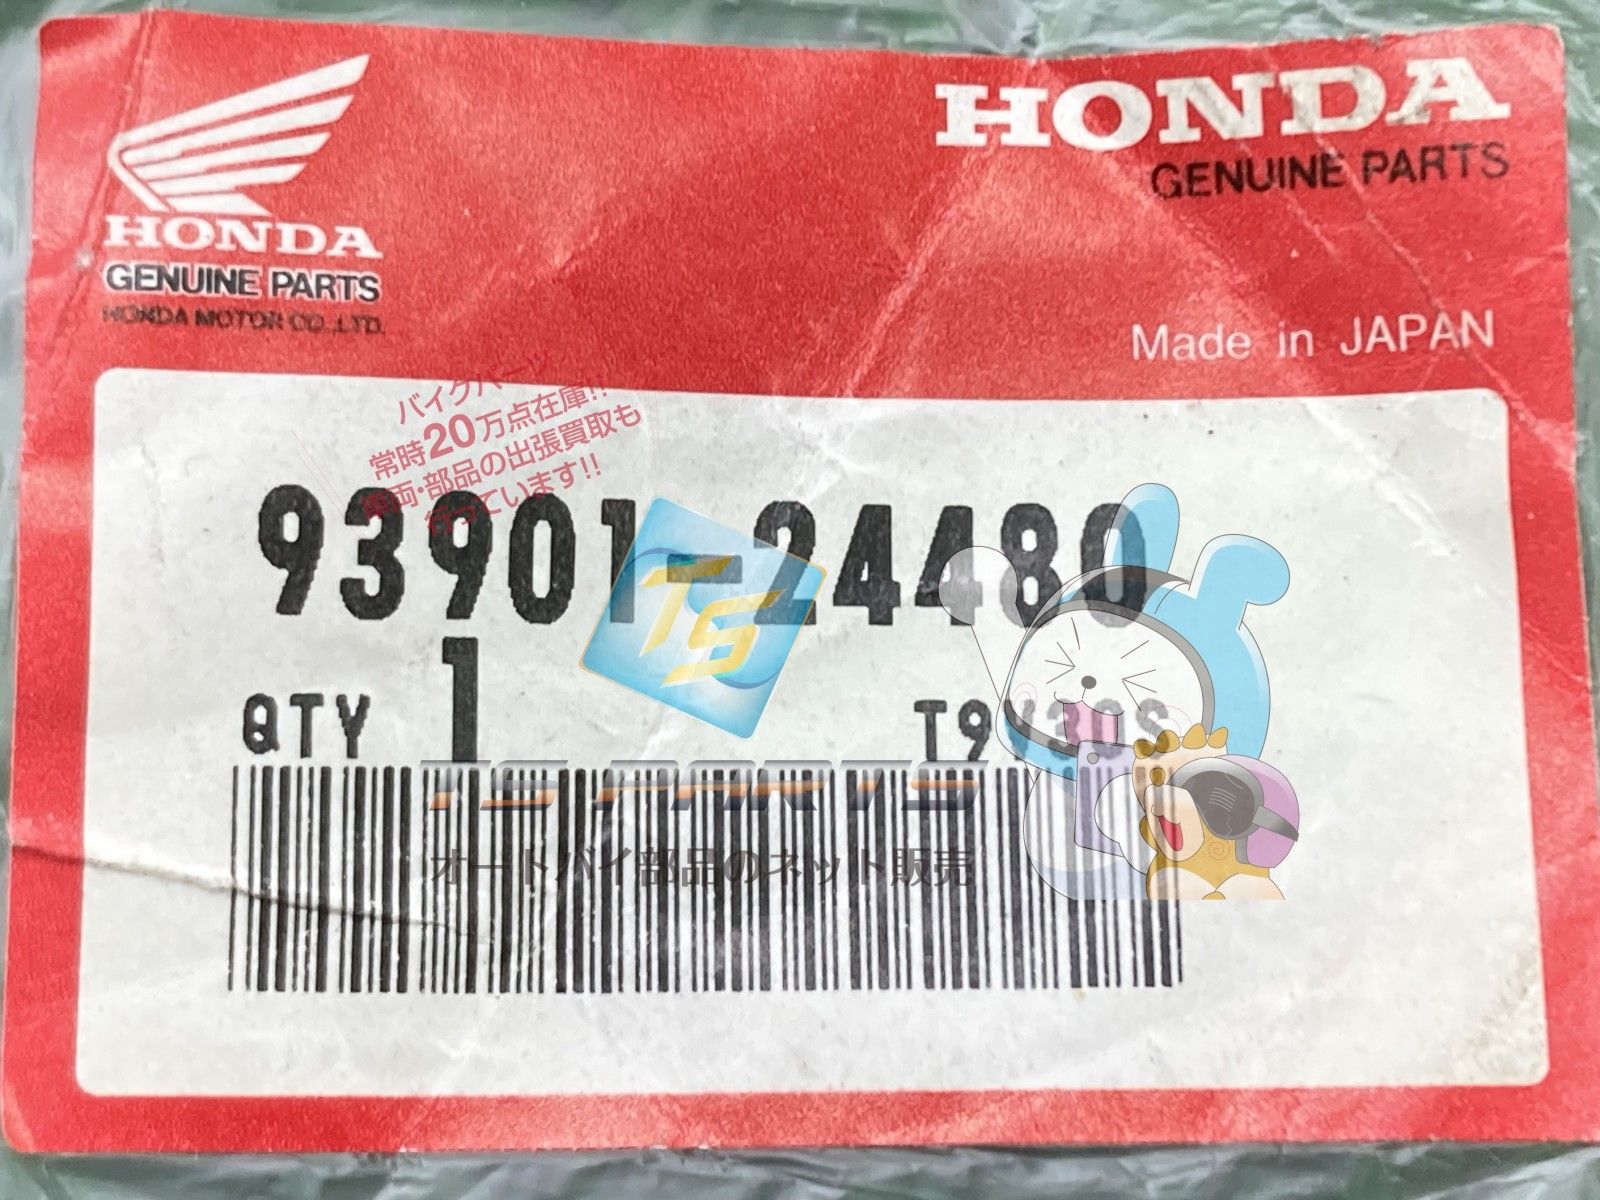 HONDA
GENUINE PARTS
HONDA
GENUINE PARTS
HONDA MOTOR CO.,LTD.
Made in JAPAN
バイクパーツ
常時20万点在庫!!
車両・部品の出張買取も
行っています!!
93901-24480
TS
QTY 1
TS PARTS
オートバイ部品のネット販売